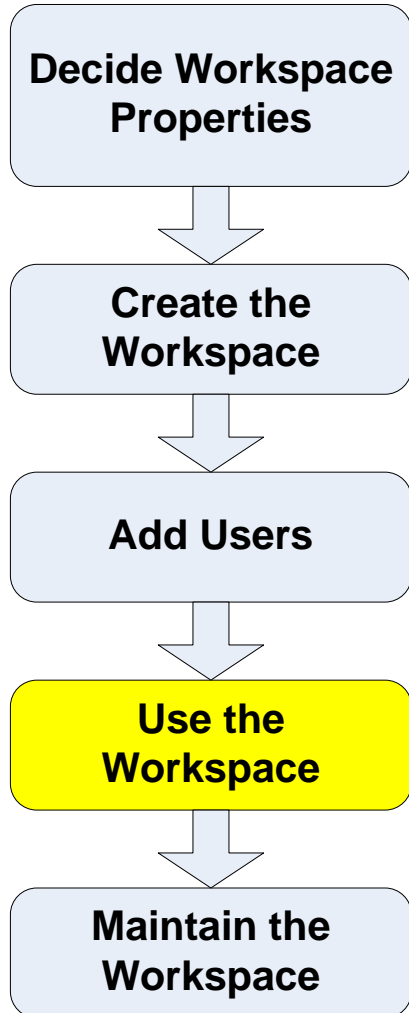 Decide Workspace
Properties
Create the
Workspace
Add Users
Use the
Workspace
Maintain the
Workspace